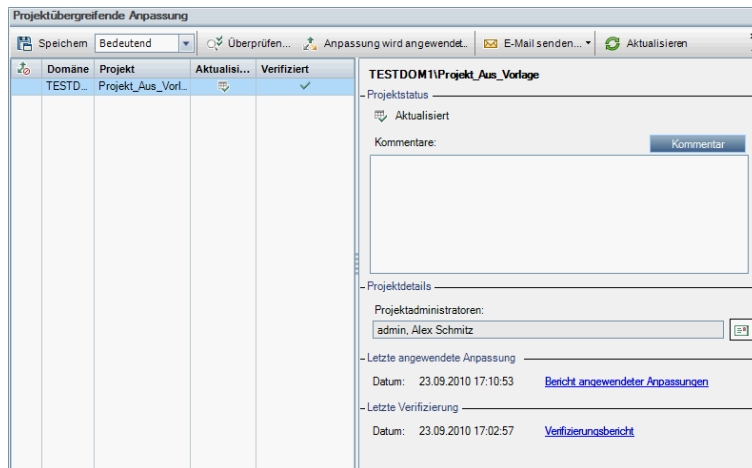 Projektübergreifende Anpassung
Speichern Bedeutend Überprüfen... Anpassung wird angewendet.. E-Mail senden... Aktualisieren
Domäne Projekt Aktualisi... Verifiziert
TESTD... Projekt_Aus_Vorl...
TESTDOM1\Projekt_Aus_Vorlage
Projektstatus
Aktualisiert
Kommentare: Kommentar
Projektdetails
Projektadministratoren:
admin, Alex Schmitz
Letzte angewendete Anpassung
Datum: 23.09.2010 17:10:53 Bericht angewendeter Anpassungen
Letzte Verifizierung
Datum: 23.09.2010 17:02:57 Verifizierungsbericht